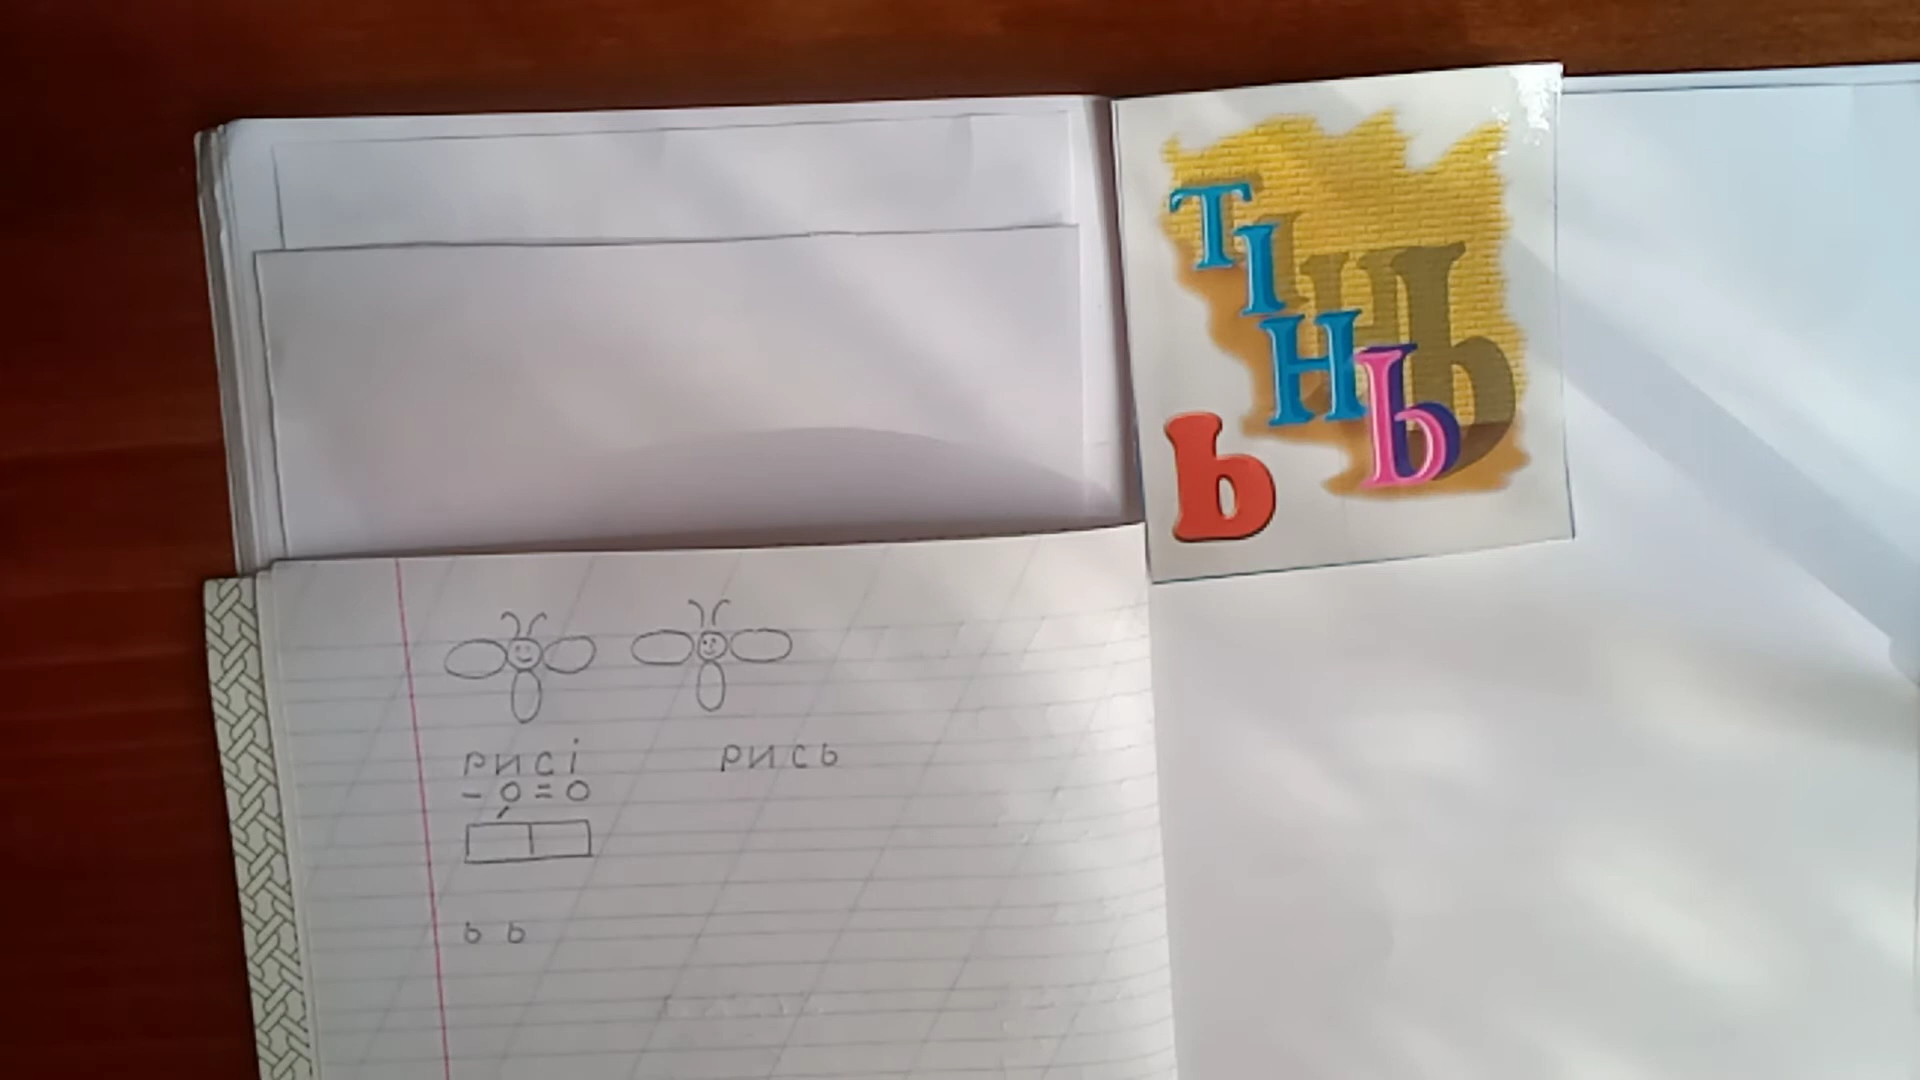 ТІНЬ
Ь
рисі рись
– о = о
ь ь